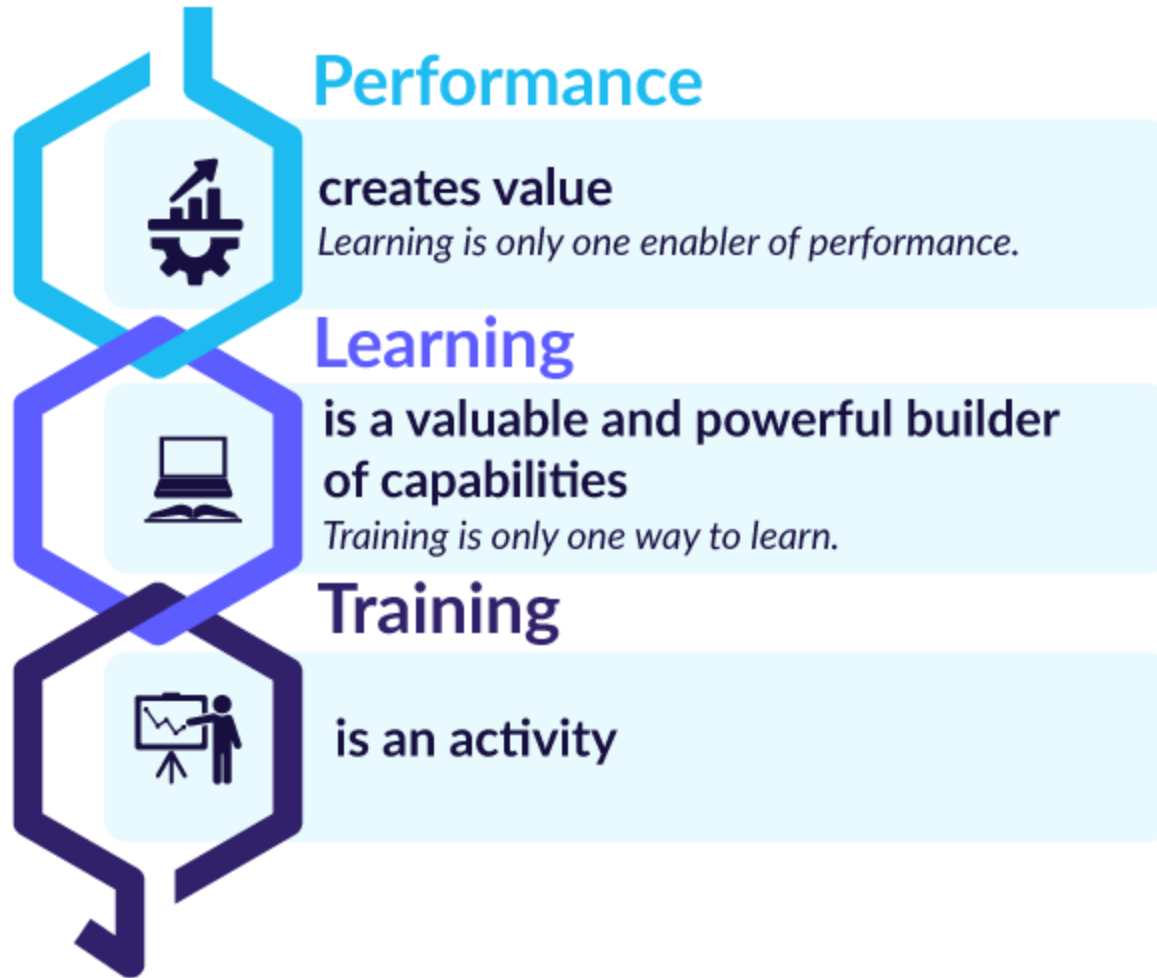 Performance
creates value
Learning is only one enabler of performance.
Learning
is a valuable and powerful builder
of capabilities
Training is only one way to learn.
Training
is an activity